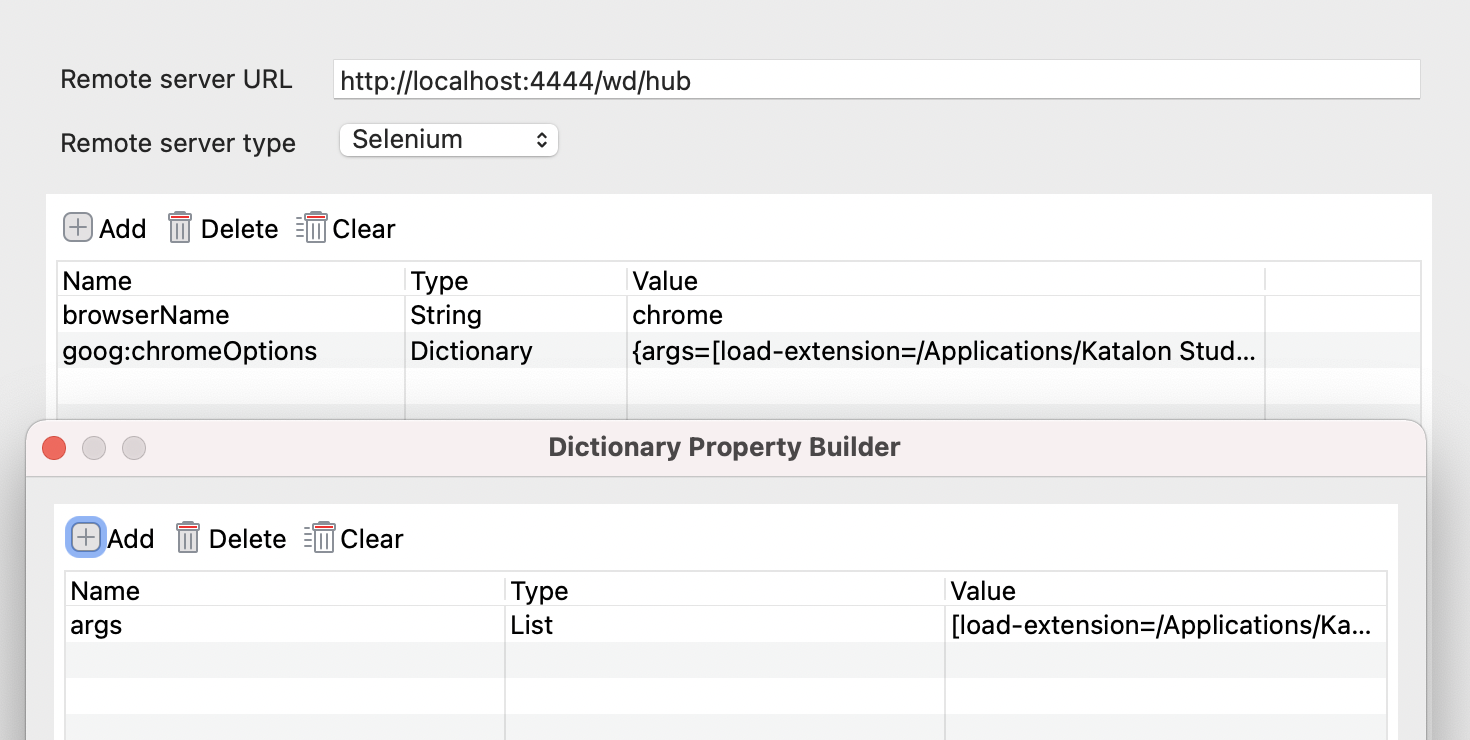 Remote server URL http://localhost:4444/wd/hub
Remote server type Selenium
Add Delete Clear
Name Type Value
browserName String chrome
goog:chromeOptions Dictionary {args=[load-extension=/Applications/Katalon Stud...
Dictionary Property Builder
Add Delete Clear
Name Type Value
args List [load-extension=/Applications/Ka...